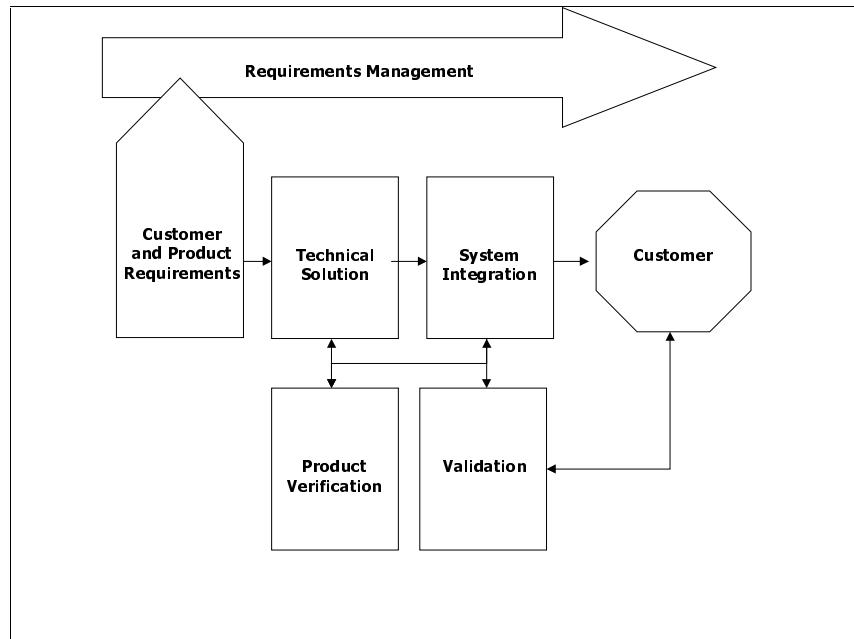 Requirements Management
Customer
and Product
Requirements
Technical
Solution
System
Integration
Customer
Product
Verification
Validation